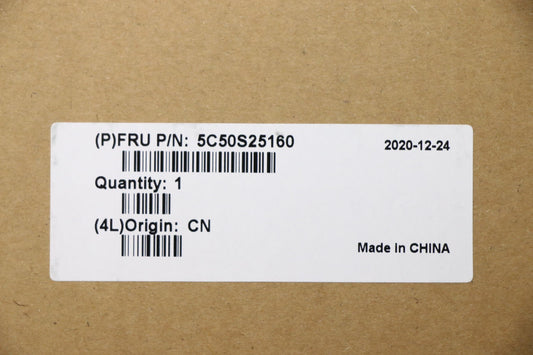 (P)FRU P/N: 5C50S25160
2020-12-24
Quantity: 1
(4L)Origin: CN
Made in CHINA